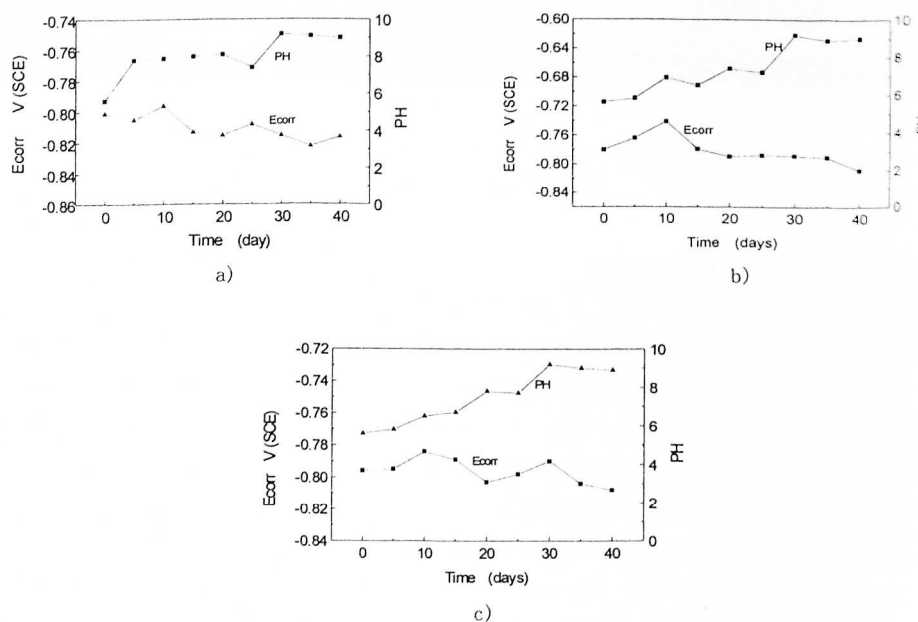 -0.74
-0.76
-0.78
-0.80
-0.82
-0.84
-0.86
Ecorr V (SCE)
10
8
6
4
2
0
PH
PH
Ecorr
0 10 20 30 40
Time (day)
a)
-0.60
-0.64
-0.68
-0.72
-0.76
-0.80
-0.84
Ecorr V (SCE)
10
8
6
4
2
0
PH
Ecorr
0 10 20 30 40
Time (days)
b)
-0.72
-0.74
-0.76
-0.78
-0.80
-0.82
-0.84
Ecorr V (SCE)
10
8
6
4
2
0
PH
PH
Ecorr
0 10 20 30 40
Time (days)
c)